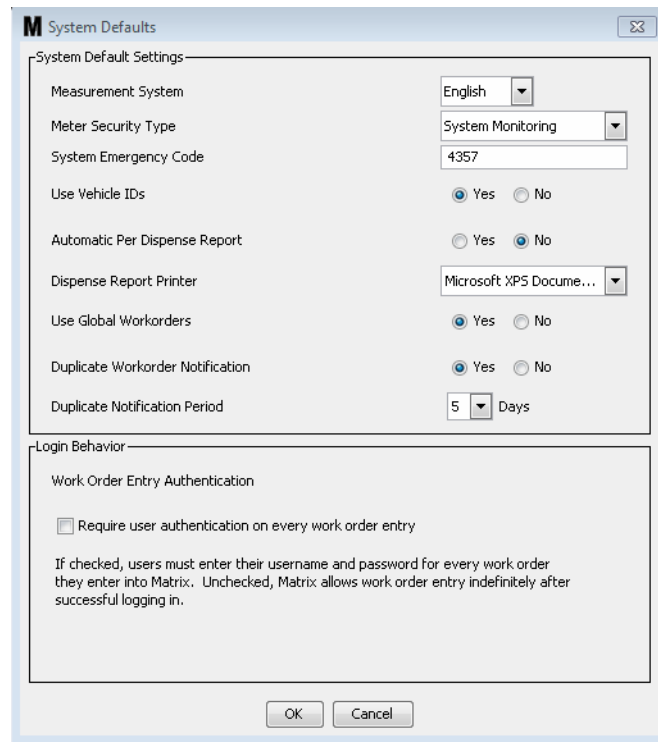 M System Defaults
System Default Settings
Measurement System English
Meter Security Type System Monitoring
System Emergency Code 4357
Use Vehicle IDs Yes No
Automatic Per Dispense Report Yes No
Dispense Report Printer Microsoft XPS Docume...
Use Global Workorders Yes No
Duplicate Workorder Notification Yes No
Duplicate Notification Period 5 Days
Login Behavior
Work Order Entry Authentication
Require user authentication on every work order entry
If checked, users must enter their username and password for every work order
they enter into Matrix. Unchecked, Matrix allows work order entry indefinitely after
successful logging in.
OK Cancel